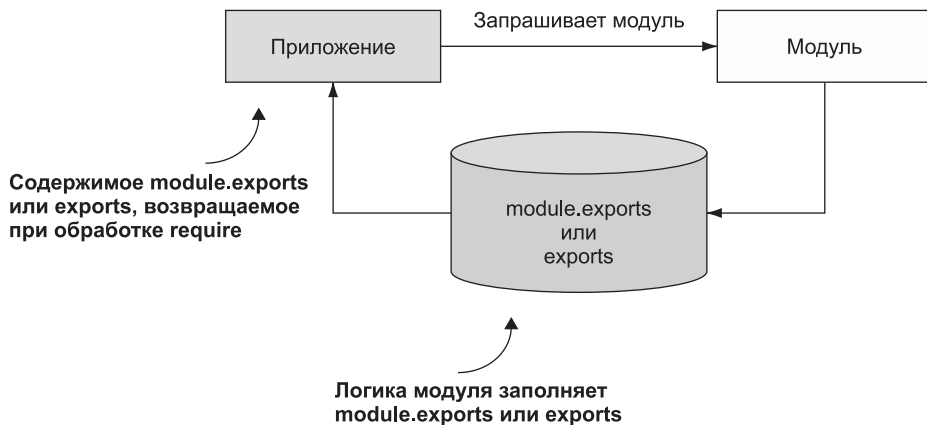 Запрашивает модуль
Приложение
Модуль
Содержимое module.exports
или exports, возвращаемое
при обработке require
module.exports
или
exports
Логика модуля заполняет
module.exports или exports